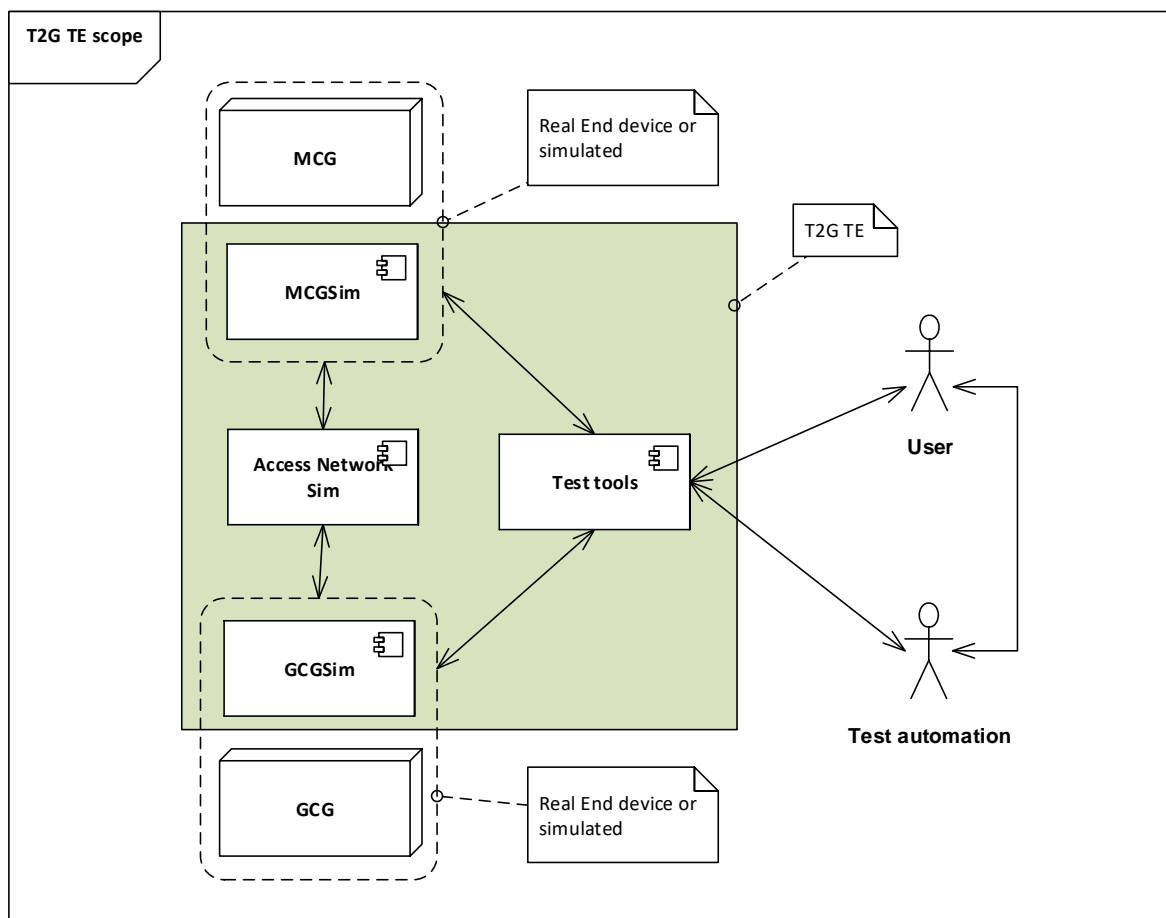 T2G TE scope
MCG
Real End device or
simulated
T2G TE
MCGSim
Access Network
Sim
Test tools
User
GCGSim
Test automation
GCG
Real End device or
simulated